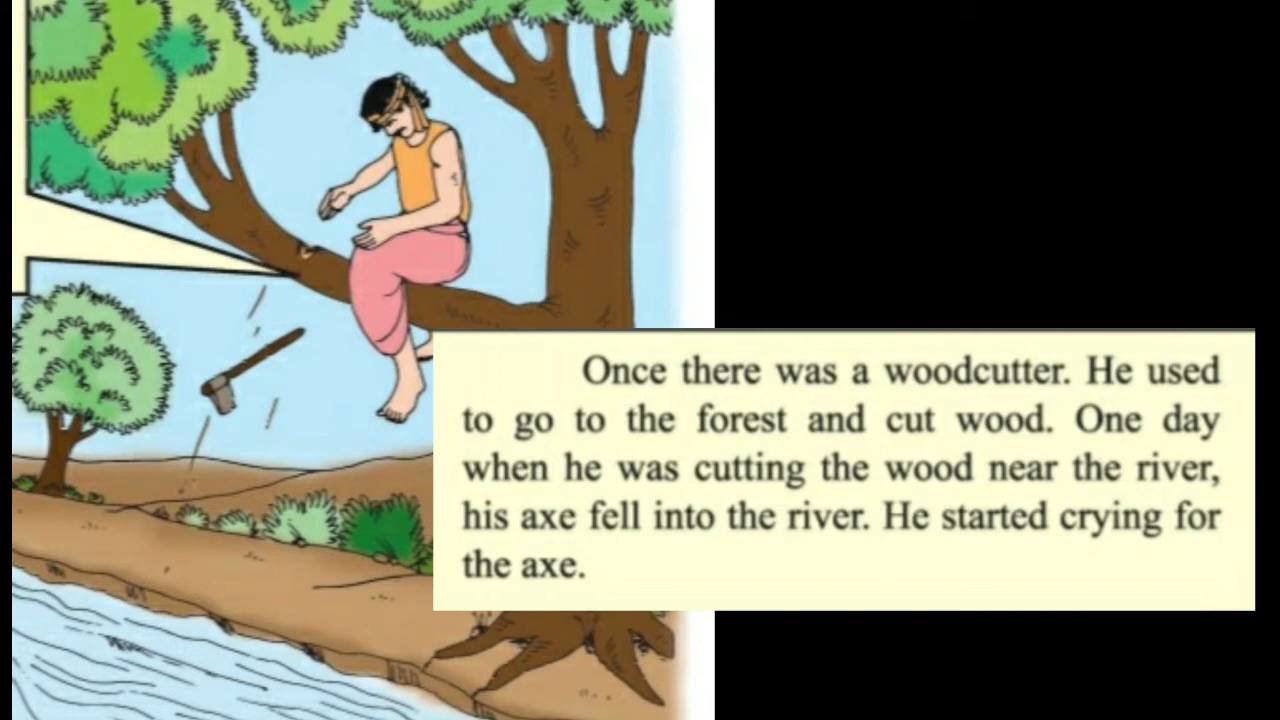 Once there was a woodcutter. He used
to go to the forest and cut wood. One day
when he was cutting the wood near the river,
his axe fell into the river. He started crying for
the axe.